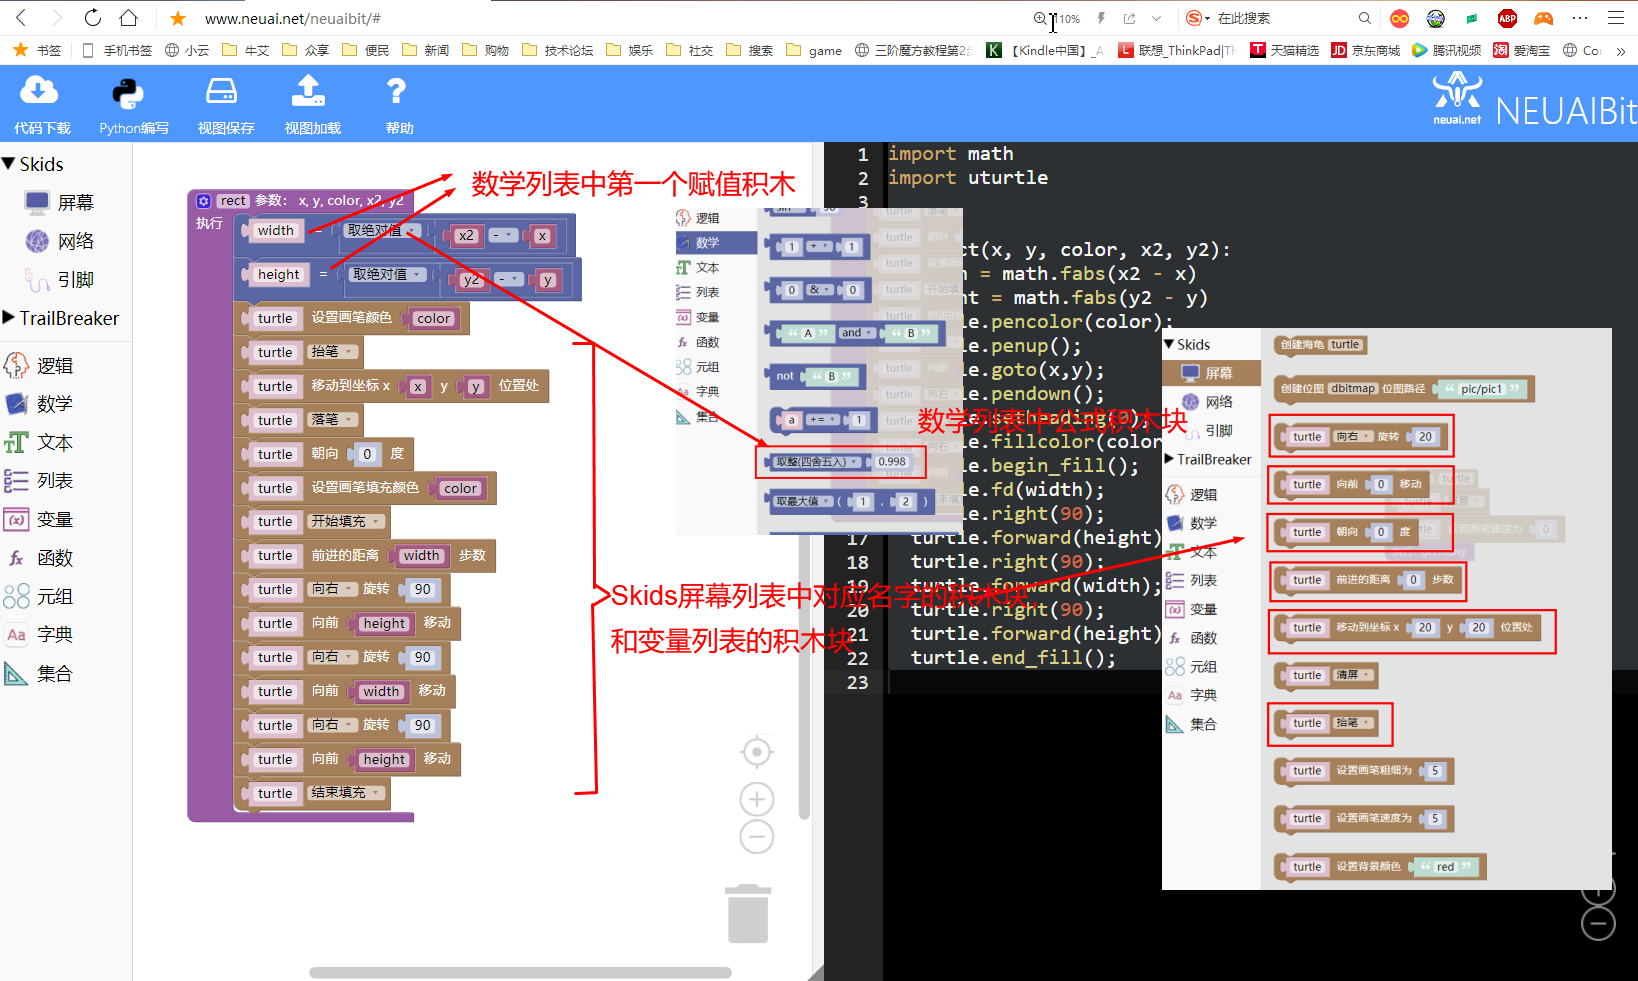 www.neuai.net/neuaibit/#
110%
在此搜索
书签 手机书签 小云 牛艾 众享 便民 新闻 购物 技术论坛 娱乐 社交 搜索 game 三阶魔方教程第2步 【Kindle中国】_A 联想_ThinkPad|Th 天猫精选 京东商城 腾讯视频 爱淘宝 Co »
代码下载 Python编写 视图保存 视图加载 帮助
neuai.net
NEUAIBit
Skids
屏幕
网络
引脚
TrailBreaker
逻辑
数学
文本
列表
变量
函数
元组
字典
集合
rect 参数： x, y, color, x2, y2
执行
width = 取绝对值 x2 - x
height = 取绝对值 y2 - y
turtle 设置画笔颜色 color
turtle 抬笔
turtle 移动到坐标 x x y y 位置处
turtle 落笔
turtle 朝向 0 度
turtle 设置画笔填充颜色 color
turtle 开始填充
turtle 前进的距离 width 步数
turtle 向右 旋转 90
turtle 向前 height 移动
turtle 向右 旋转 90
turtle 向前 width 移动
turtle 向右 旋转 90
turtle 向前 height 移动
turtle 结束填充
数学列表中第一个赋值积木
逻辑
数学
文本
列表
变量
函数
元组
字典
集合
1 + 1
0 & 0
“ A ” and “ B ”
not “ B ”
a += 1
取整(四舍五入) 0.998
取最大值 ( 1 , 2 )
数学列表中公式积木块
Skids屏幕列表中对应名字的积木块,
和变量列表的积木块
1 import math
2 import uturtle
3
ct(x, y, color, x2, y2):
h = math.fabs(x2 - x)
ht = math.fabs(y2 - y)
le.pencolor(color);
le.penup();
le.goto(x,y);
le.pendown();
le.setheading(0);
le.fillcolor(color
le.begin_fill();
le.fd(width);
le.right(90);
17 turtle.forward(height)
18 turtle.right(90);
19 turtle.forward(width);
20 turtle.right(90);
21 turtle.forward(height)
22 turtle.end_fill();
23
Skids
屏幕
网络
引脚
TrailBreaker
逻辑
数学
文本
列表
变量
函数
元组
字典
集合
创建海龟 turtle
创建位图 dbitmap 位图路径 “ pic/pic1 ”
turtle 向右 旋转 20
turtle 向前 0 移动
turtle 朝向 0 度
turtle 前进的距离 0 步数
turtle 移动到坐标 x 20 y 20 位置处
turtle 清屏
turtle 抬笔
turtle 设置画笔粗细为 5
turtle 设置画笔速度为 5
turtle 设置背景颜色 “ red ”